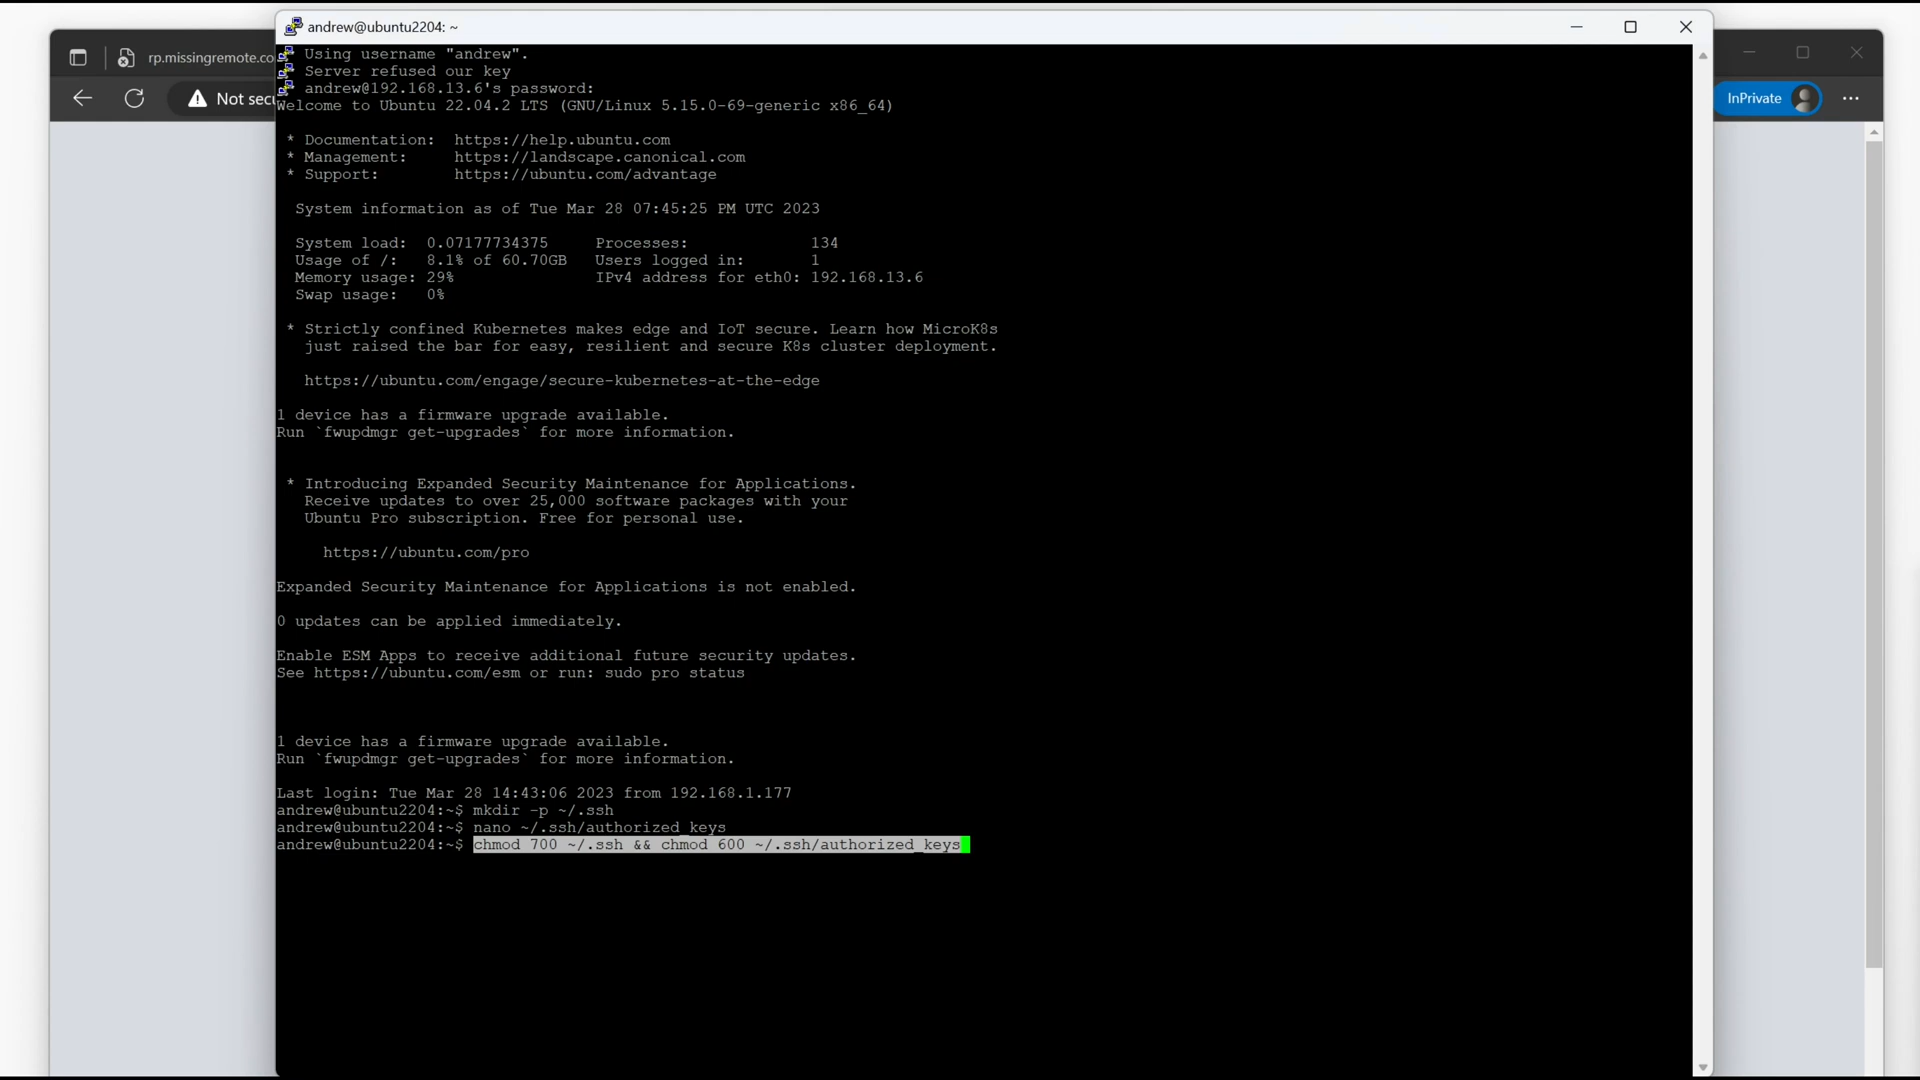 andrew@ubuntu2204: ~
rp.missingremote.co
Not secu
InPrivate
Using username "andrew".
Server refused our key
andrew@192.168.13.6's password:
Welcome to Ubuntu 22.04.2 LTS (GNU/Linux 5.15.0-69-generic x86_64)
* Documentation:  https://help.ubuntu.com
* Management:     https://landscape.canonical.com
* Support:        https://ubuntu.com/advantage
System information as of Tue Mar 28 07:45:25 PM UTC 2023
System load:  0.07177734375     Processes:             134
Usage of /:   8.1% of 60.70GB   Users logged in:       1
Memory usage: 29%               IPv4 address for eth0: 192.168.13.6
Swap usage:   0%
* Strictly confined Kubernetes makes edge and IoT secure. Learn how MicroK8s
just raised the bar for easy, resilient and secure K8s cluster deployment.
https://ubuntu.com/engage/secure-kubernetes-at-the-edge
1 device has a firmware upgrade available.
Run `fwupdmgr get-upgrades` for more information.
* Introducing Expanded Security Maintenance for Applications.
Receive updates to over 25,000 software packages with your
Ubuntu Pro subscription. Free for personal use.
https://ubuntu.com/pro
Expanded Security Maintenance for Applications is not enabled.
0 updates can be applied immediately.
Enable ESM Apps to receive additional future security updates.
See https://ubuntu.com/esm or run: sudo pro status
1 device has a firmware upgrade available.
Run `fwupdmgr get-upgrades` for more information.
Last login: Tue Mar 28 14:43:06 2023 from 192.168.1.177
andrew@ubuntu2204:~$ mkdir -p ~/.ssh
andrew@ubuntu2204:~$ nano ~/.ssh/authorized_keys
andrew@ubuntu2204:~$ chmod 700 ~/.ssh && chmod 600 ~/.ssh/authorized_keys